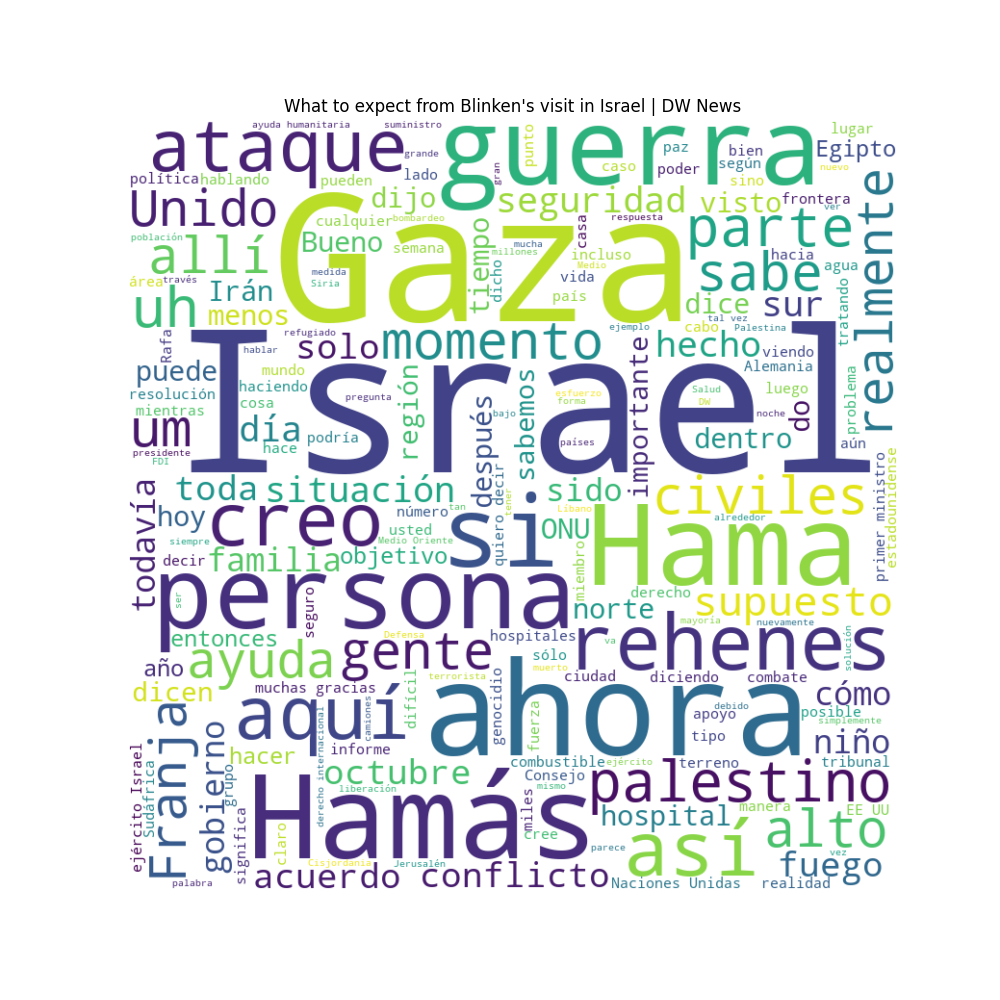 What to expect from Blinken's visit in Israel | DW News
ayuda humanitaria
suministro
ataque
guerra
grande
gran
punto
lugar
paz
bien
Egipto
caso
según
política
hablando
lado
pueden
poder
sino
nuevo
Unido
dijo
seguridad
visto
frontera
realmente
Gaza
cualquier
bombardeo
casa
respuesta
parte
ver
población
allí
Bueno
semana
tiempo
mucha
millones
incluso
hacia
área
través
medida
Siria
dicho
Medio
vida
sabe
agua
Irán
país
uh
menos
dice
sur
tratando
Israel
refugiado
ejemplo
cabo
tal vez
Palestina
Rafa
hablar
solo
momento
importante
hecho
viendo
puede
mundo
región
sabemos
Alemania
problema
resolución
haciendo
pregunta
esfuerzo
Salud
luego
mientras
cosa
después
bajo
forma
DW
noche
do
um
día
podría
países
dentro
aún
presidente
hace
FDI
toda
situación
quiero decir
tener
sido
civiles
primer ministro
estadounidense
todavía
hoy
creo
número
tan
si
Líbano
ONU
Hama
alrededor
siempre
usted
Medio Oriente
decir
familia
objetivo
miembro
persona
ser
seguro
derecho
supuesto
norte
mayoría
nuevamente
entonces
Defensa
hospitales
va
rehenes
solución
ayuda
gente
sólo
año
terrorista
muerto
ciudad
diciendo
combate
dicen
muchas gracias
difícil
genocidio
ahora
cómo
Franja
aquí
derecho internacional
camiones
fuerza
apoyo
debido
posible
simplemente
gobierno
hacer
informe
tipo
niño
ejército Israel
Sudáfrica
grupo
octubre
combustible
ejército
terreno
tribunal
Hamás
Consejo
liberación
mismo
palestino
significa
claro
miles
hospital
manera
EE UU
cree
así
alto
Cisjordania
Jerusalén
parece
vez
fuego
palabra
acuerdo
conflicto
Naciones Unidas
realidad